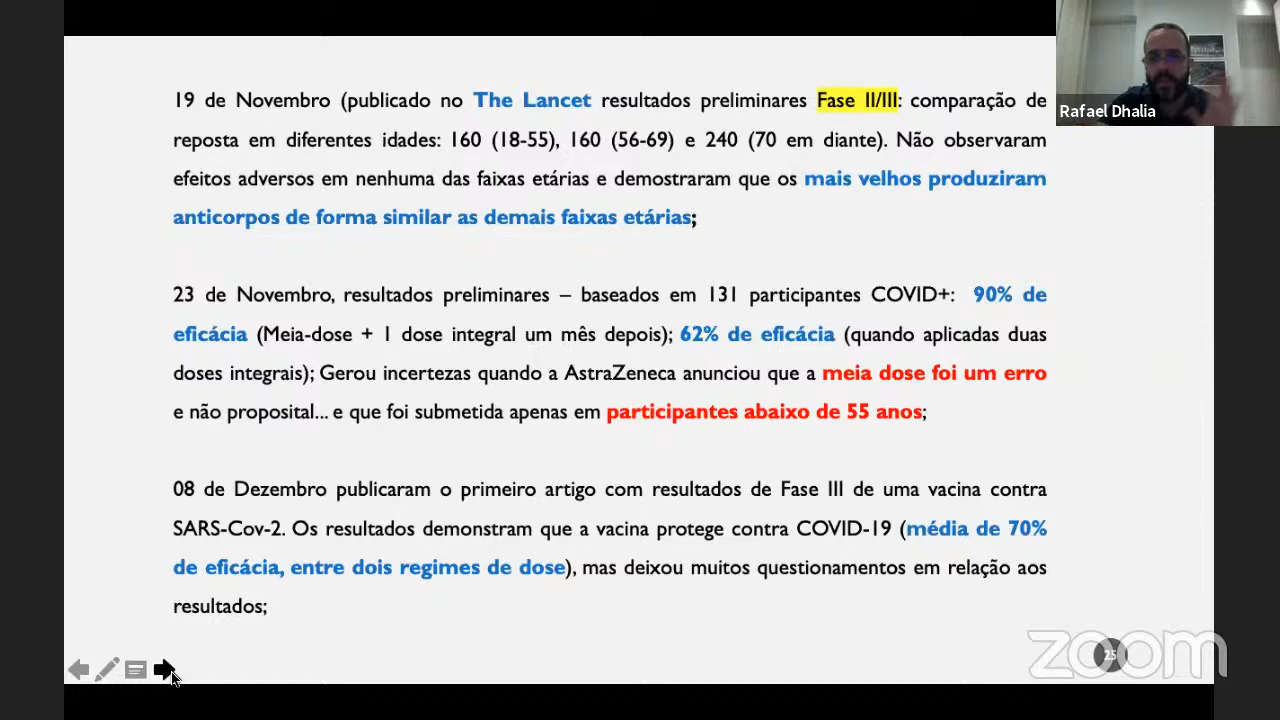 19 de Novembro (publicado no The Lancet resultados preliminares Fase II/III: comparação de
reposta em diferentes idades: 160 (18-55), 160 (56-69) e 240 (70 em diante). Não observaram
efeitos adversos em nenhuma das faixas etárias e demostraram que os mais velhos produziram
anticorpos de forma similar as demais faixas etárias;
23 de Novembro, resultados preliminares – baseados em 131 participantes COVID+: 90% de
eficácia (Meia-dose + 1 dose integral um mês depois); 62% de eficácia (quando aplicadas duas
doses integrais); Gerou incertezas quando a AstraZeneca anunciou que a meia dose foi um erro
e não proposital... e que foi submetida apenas em participantes abaixo de 55 anos;
08 de Dezembro publicaram o primeiro artigo com resultados de Fase III de uma vacina contra
SARS-Cov-2. Os resultados demonstram que a vacina protege contra COVID-19 (média de 70%
de eficácia, entre dois regimes de dose), mas deixou muitos questionamentos em relação aos
resultados;
Rafael Dhalia
zoom
25